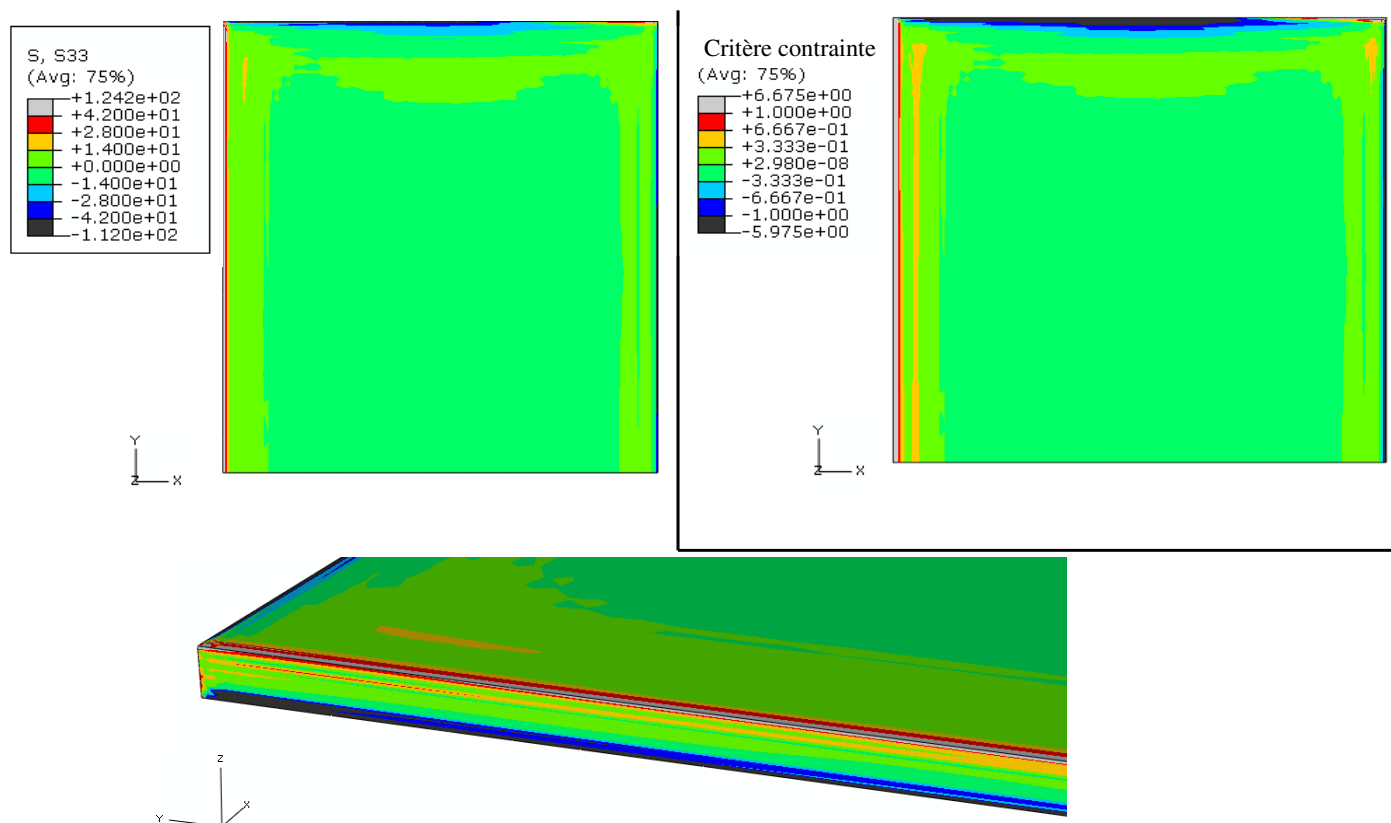 S, S33
(Avg: 75%)
+1.242e+02
+4.200e+01
+2.800e+01
+1.400e+01
+0.000e+00
-1.400e+01
-2.800e+01
-4.200e+01
-1.120e+02
Y
Z X
Critère contrainte
(Avg: 75%)
+6.675e+00
+1.000e+00
+6.667e-01
+3.333e-01
+2.980e-08
-3.333e-01
-6.667e-01
-1.000e+00
-5.975e+00
Y
Z X
Z
X
Y